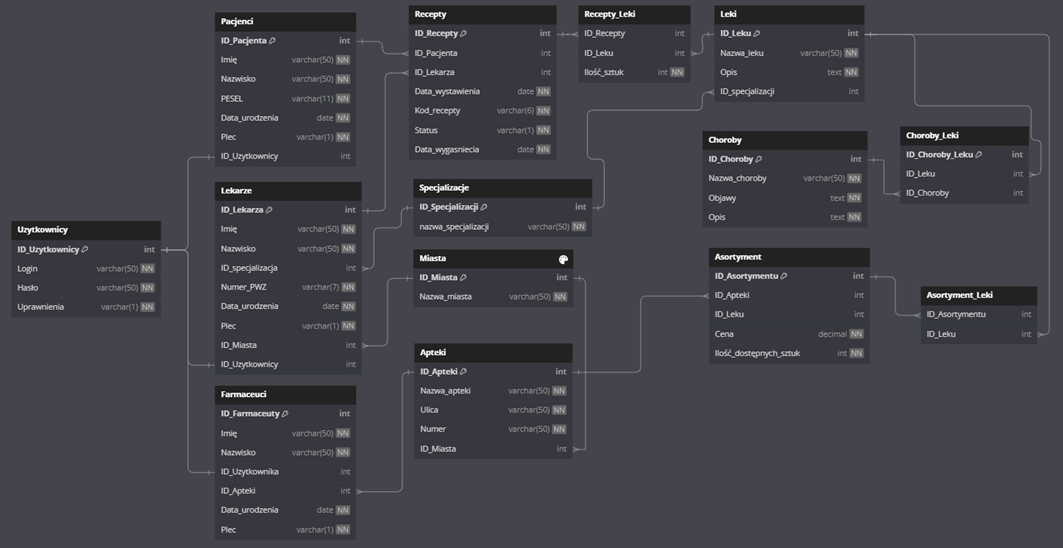 Pacjenci
ID_Pacjenta int
Imię varchar(50) NN
Nazwisko varchar(50) NN
PESEL varchar(11) NN
Data_urodzenia date NN
Plec varchar(1) NN
ID_Uzytkownicy int
Recepty
ID_Recepty int
ID_Pacjenta int
ID_Lekarza int
Data_wystawienia date NN
Kod_recepty varchar(6) NN
Status varchar(1) NN
Data_wygasniecia date NN
Recepty_Leki
ID_Recepty int
ID_Leku int
Ilość_sztuk int NN
Leki
ID_Leku int
Nazwa_leku varchar(50) NN
Opis text NN
ID_specjalizacji int
Choroby
ID_Choroby int
Nazwa_choroby varchar(50) NN
Objawy text NN
Opis text NN
Choroby_Leki
ID_Choroby_Leku int
ID_Leku int
ID_Choroby int
Lekarze
ID_Lekarza int
Imię varchar(50) NN
Nazwisko varchar(50) NN
ID_specjalizacja int
Numer_PWZ varchar(7) NN
Data_urodzenia date NN
Plec varchar(1) NN
ID_Miasta int
ID_Uzytkownicy int
Specjalizacje
ID_Specjalizacji int
nazwa_specjalizacji varchar(50) NN
Uzytkownicy
ID_Uzytkownicy int
Login varchar(50) NN
Hasło varchar(50) NN
Uprawnienia varchar(1) NN
Miasta
ID_Miasta int
Nazwa_miasta varchar(50) NN
Asortyment
ID_Asortymentu int
ID_Apteki int
ID_Leku int
Cena decimal NN
Ilość_dostępnych_sztuk int NN
Asortyment_Leki
ID_Asortymentu int
ID_Leku int
Apteki
ID_Apteki int
Nazwa_apteki varchar(50) NN
Ulica varchar(50) NN
Numer varchar(50) NN
ID_Miasta int
Farmaceuci
ID_Farmaceuty int
Imię varchar(50) NN
Nazwisko varchar(50) NN
ID_Uzytkownika int
ID_Apteki int
Data_urodzenia date NN
Plec varchar(1) NN